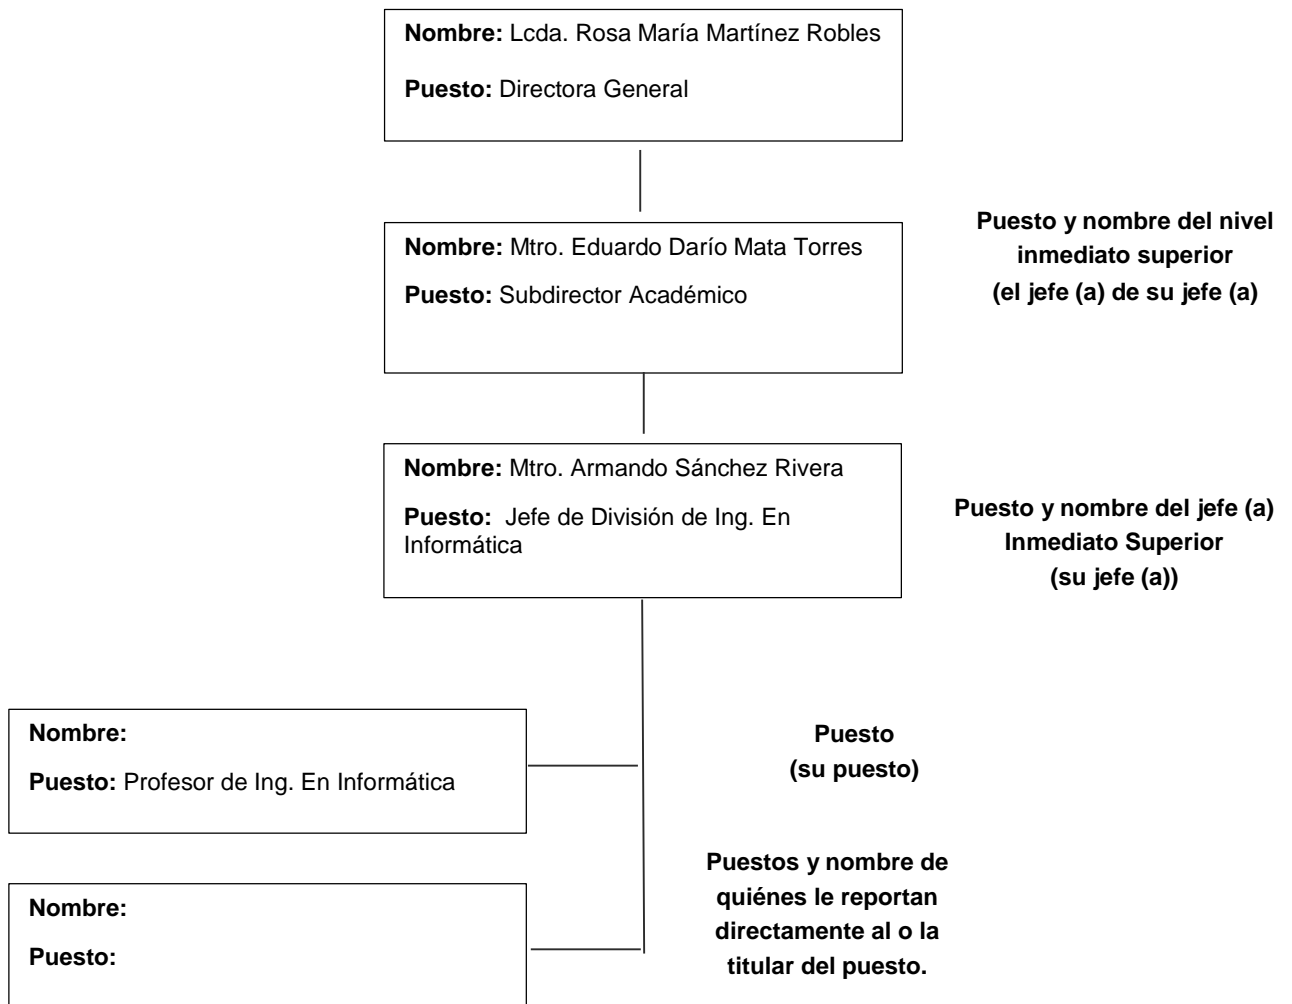 Nombre: Lcda. Rosa María Martínez Robles
Puesto: Directora General
Nombre: Mtro. Eduardo Darío Mata Torres
Puesto: Subdirector Académico
Puesto y nombre del nivel
inmediato superior
(el jefe (a) de su jefe (a)
Nombre: Mtro. Armando Sánchez Rivera
Puesto: Jefe de División de Ing. En
Informática
Puesto y nombre del jefe (a)
Inmediato Superior
(su jefe (a))
Nombre:
Puesto: Profesor de Ing. En Informática
Puesto
(su puesto)
Nombre:
Puesto:
Puestos y nombre de
quiénes le reportan
directamente al o la
titular del puesto.